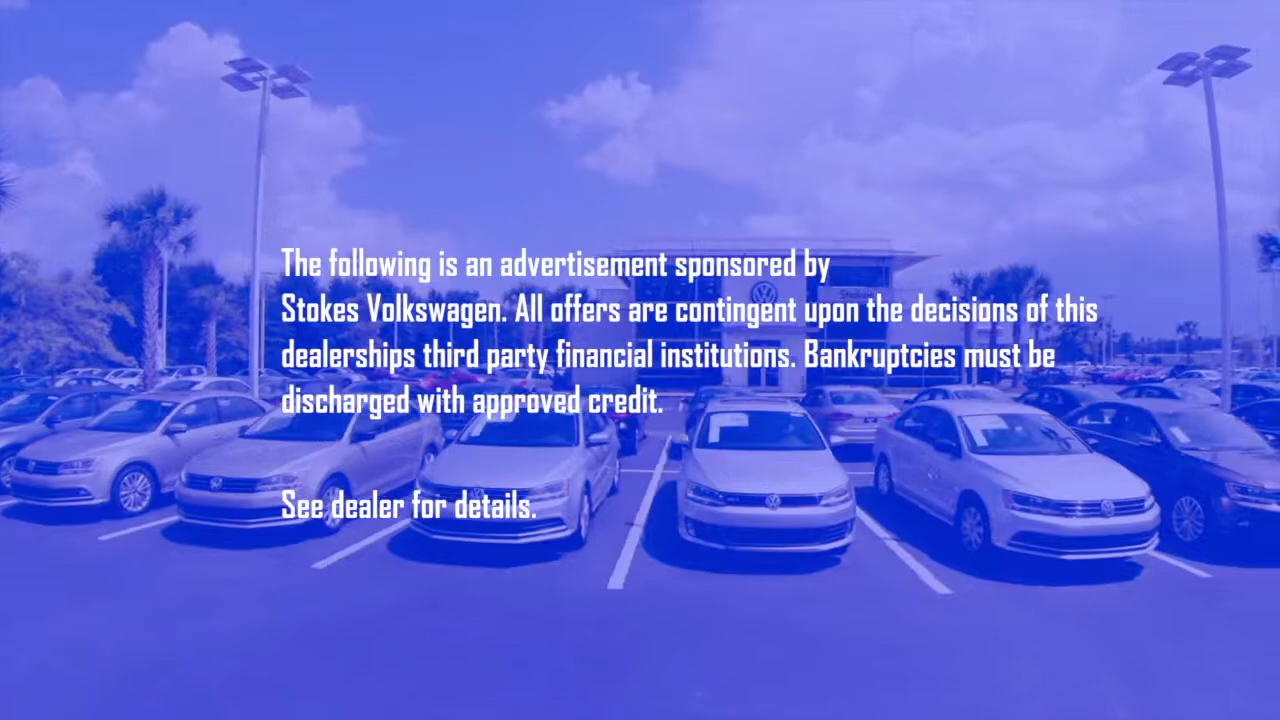 The following is an advertisement sponsored by
Stokes Volkswagen. All offers are contingent upon the decisions of this
dealerships third party financial institutions. Bankruptcies must be
discharged with approved credit.
See dealer for details.